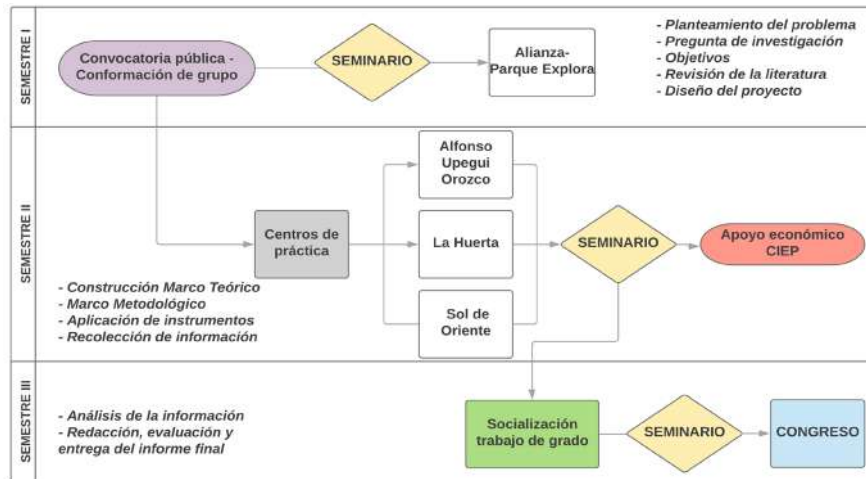 SEMESTRE I
Convocatoria pública -
Conformación de grupo
SEMINARIO
Alianza-
Parque Explora
- Planteamiento del problema
- Pregunta de investigación
- Objetivos
- Revisión de la literatura
- Diseño del proyecto
SEMESTRE II
Centros de
práctica
Alfonso
Upegui
Orozco
La Huerta
Sol de
Oriente
SEMINARIO
Apoyo económico
CIEP
- Construcción Marco Teórico
- Marco Metodológico
- Aplicación de instrumentos
- Recolección de información
SEMESTRE III
- Análisis de la información
- Redacción, evaluación y
entrega del informe final
Socialización
trabajo de grado
SEMINARIO
CONGRESO